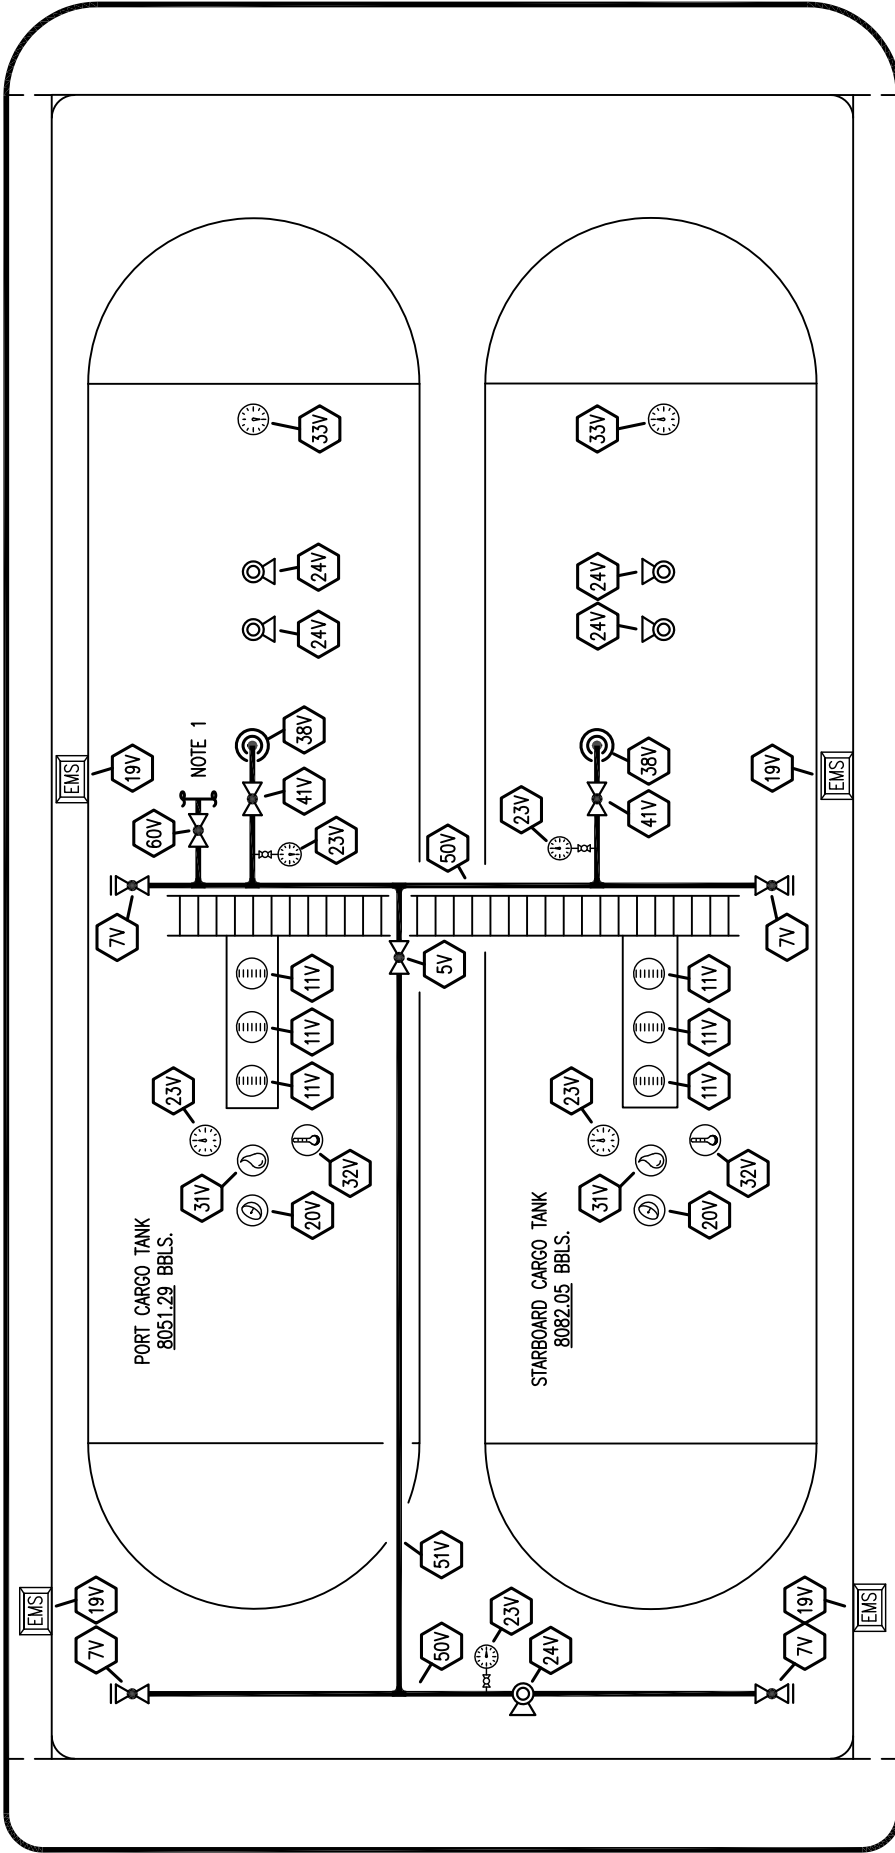 33V
33V
24V
24V
24V
24V
EMS
19V
NOTE 1
38V
38V
19V
EMS
60V
41V
23V
23V
41V
50V
7V
5V
7V
11V
11V
11V
11V
11V
11V
23V
23V
31V
32V
31V
32V
20V
20V
PORT CARGO TANK
8051.29 BBLS.
STARBOARD CARGO TANK
8082.05 BBLS.
51V
EMS
19V
7V
50V
23V
24V
19V
7V
EMS